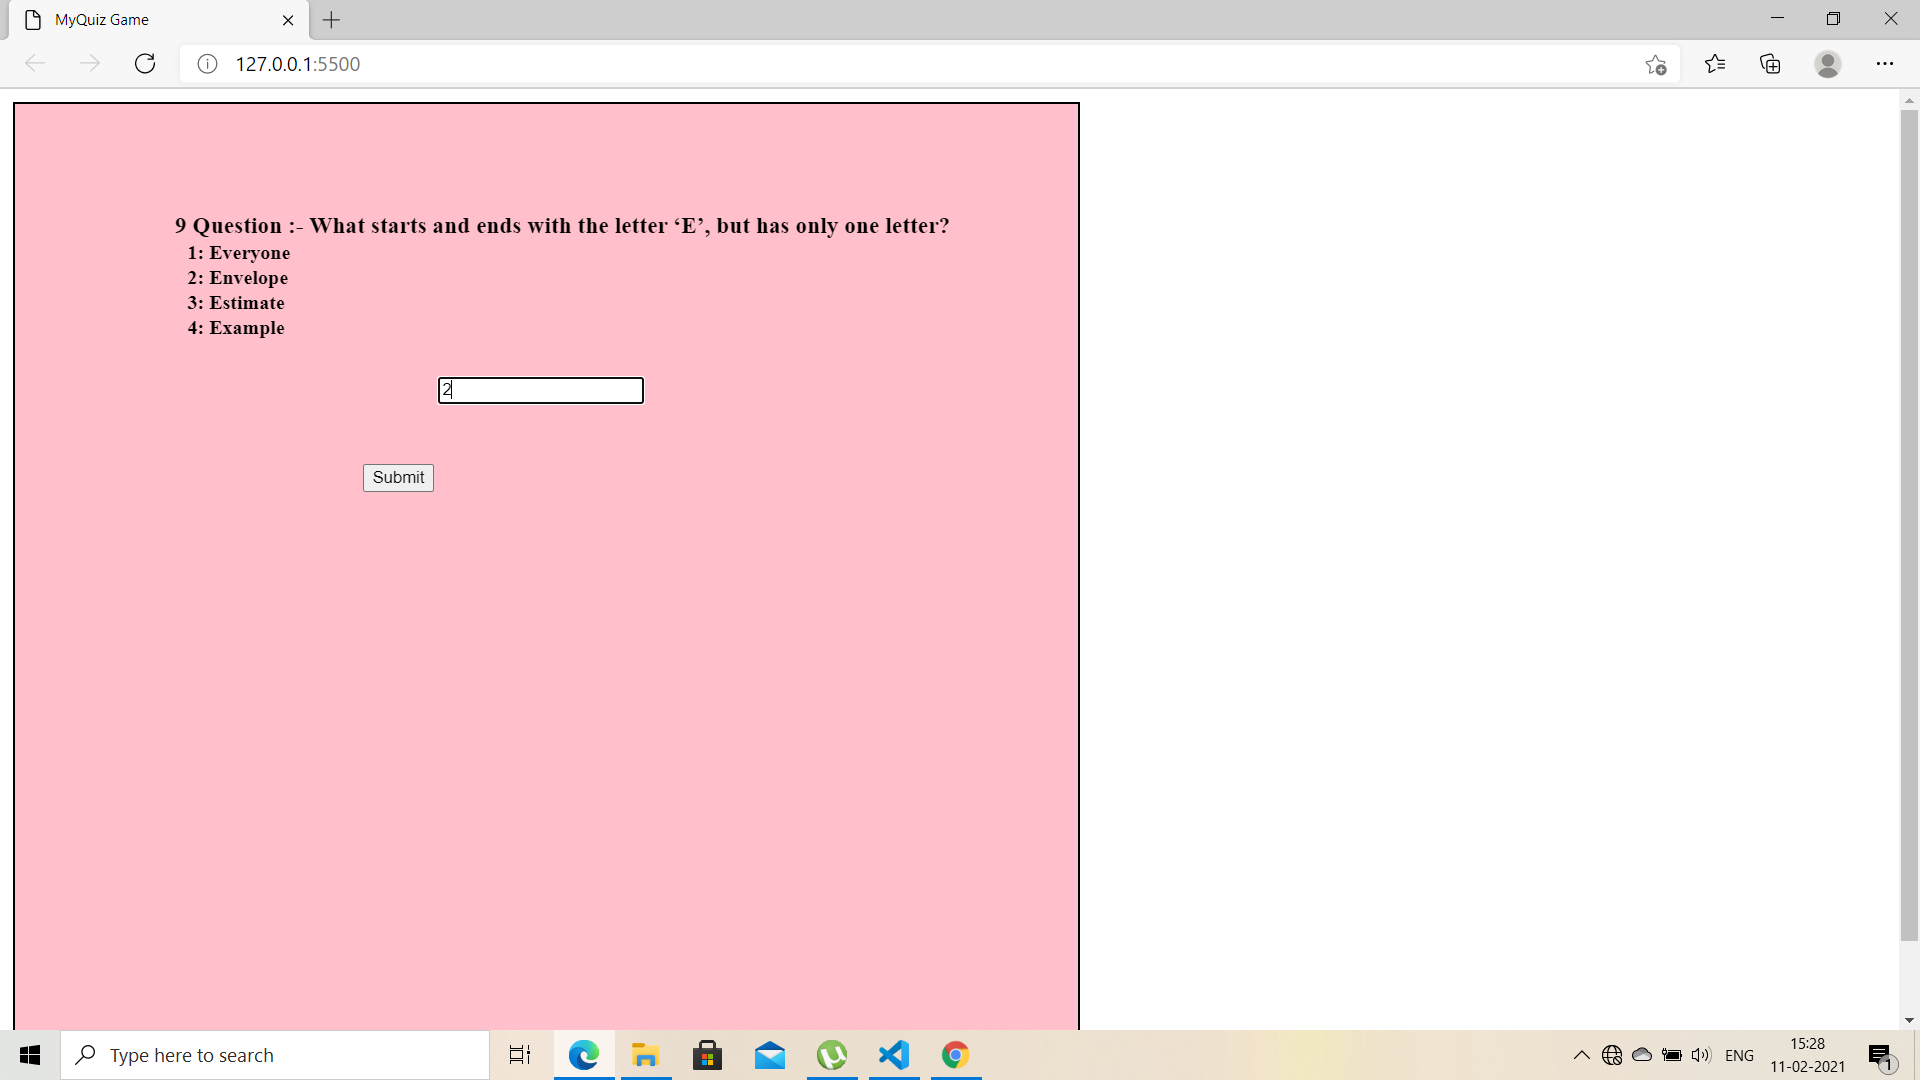 MyQuiz Game
127.0.0.1:5500
9 Question :- What starts and ends with the letter ‘E’, but has only one letter?
1: Everyone
2: Envelope
3: Estimate
4: Example
2
Submit
Type here to search
ENG
15:28
11-02-2021
1